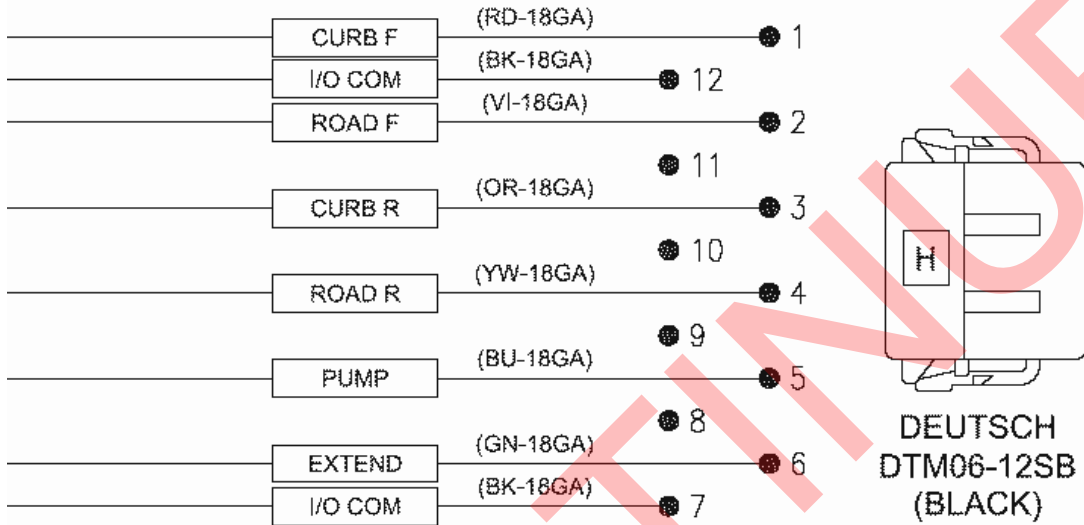 CURB F (RD-18GA) 1
I/O COM (BK-18GA) 12
ROAD F (VI-18GA) 2
11
CURB R (OR-18GA) 3
10
ROAD R (YW-18GA) 4
9
PUMP (BU-18GA) 5
8
EXTEND (GN-18GA) 6
I/O COM (BK-18GA) 7
H
DEUTSCH
DTM06-12SB
(BLACK)
TINUE